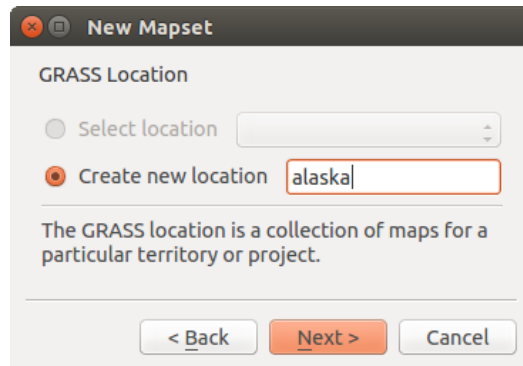 New Mapset
GRASS Location
Select location
Create new location alaska
The GRASS location is a collection of maps for a
particular territory or project.
< Back Next > Cancel